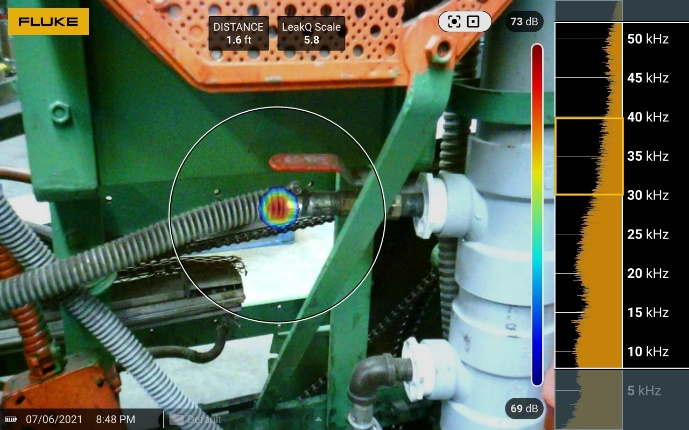 FLUKE
DISTANCE
1.6 ft
LeakQ Scale
5.8
73 dB
69 dB
50 kHz
45 kHz
40 kHz
35 kHz
30 kHz
25 kHz
20 kHz
15 kHz
10 kHz
5 kHz
07/06/2021 8:48 PM
Default